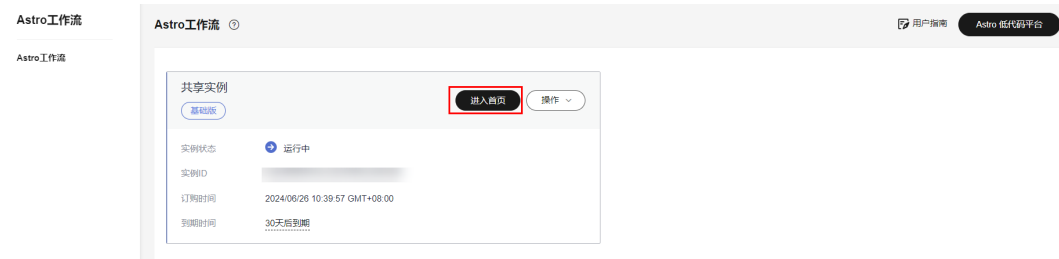 Astro工作流
Astro工作流
用户指南
Astro 低代码平台
Astro工作流
共享实例
基础版
进入首页
操作
实例状态 运行中
实例ID
订购时间 2024/06/26 10:39:57 GMT+08:00
到期时间 30天后到期